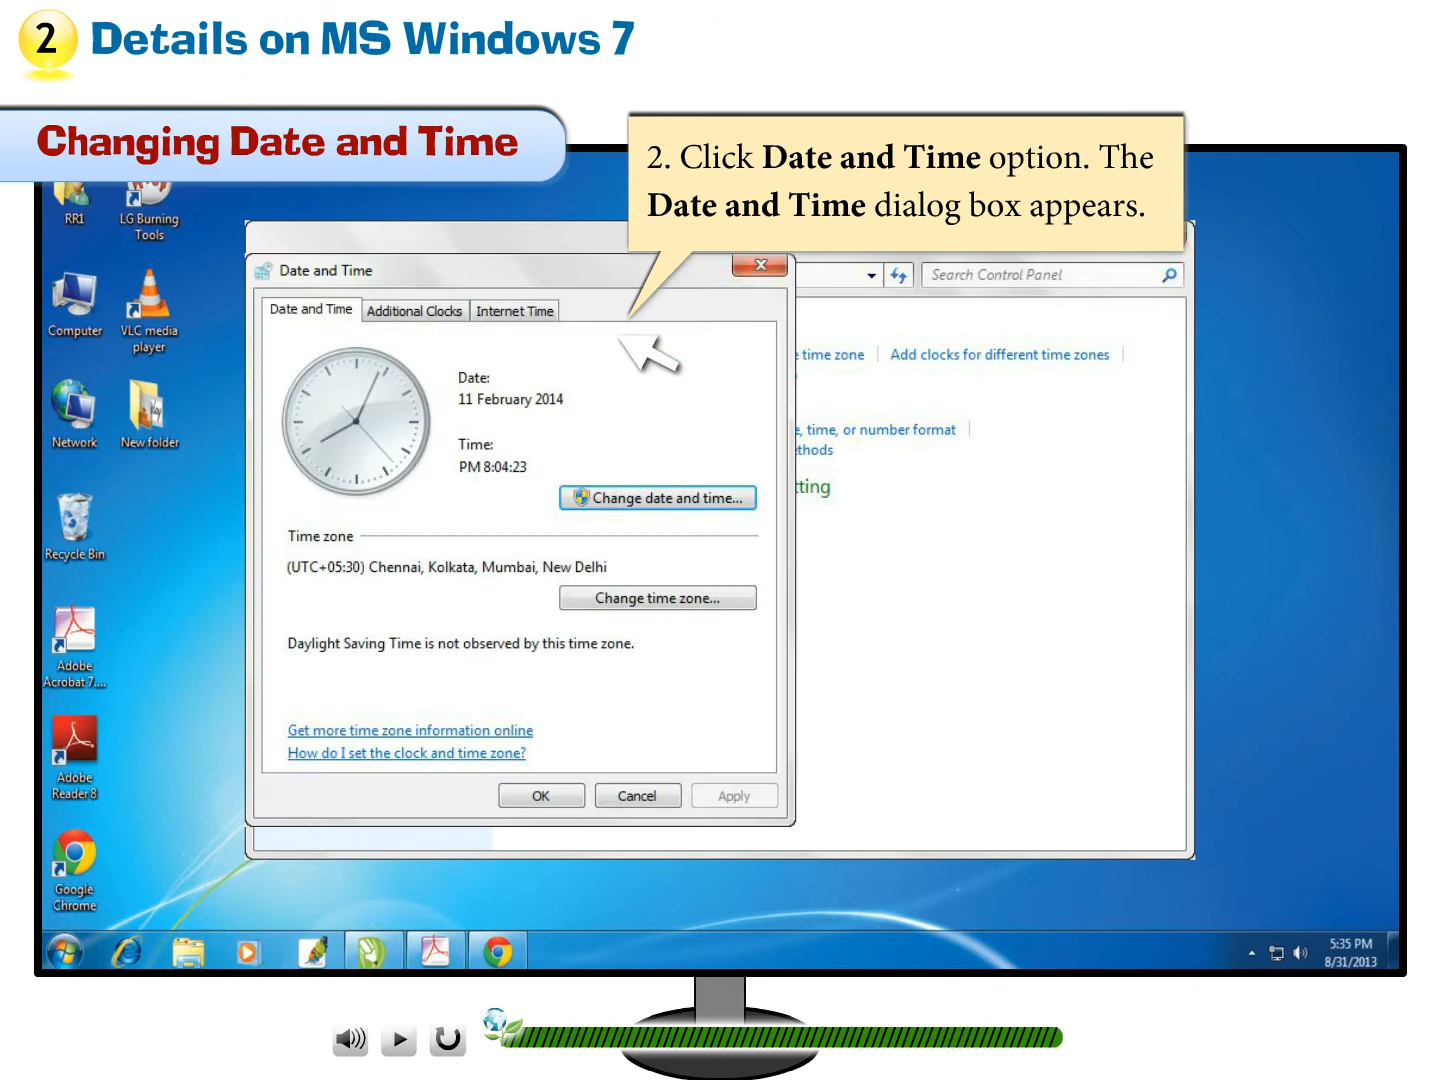 2
Details on MS Windows 7
Changing Date and Time
2. Click Date and Time option. The
Date and Time dialog box appears.
RR1
LG Burning
Tools
Computer
VLC media
player
Network
New folder
Recycle Bin
Adobe
Acrobat 7....
Adobe
Reader 8
Google
Chrome
Date and Time
Search Control Panel
Date and Time
Additional Clocks
Internet Time
Date:
11 February 2014
Time:
PM 8:04:23
Change date and time...
Time zone
(UTC+05:30) Chennai, Kolkata, Mumbai, New Delhi
Change time zone...
Daylight Saving Time is not observed by this time zone.
Get more time zone information online
How do I set the clock and time zone?
OK
Cancel
Apply
time zone
Add clocks for different time zones
, time, or number format
thods
tting
5:35 PM
8/31/2013